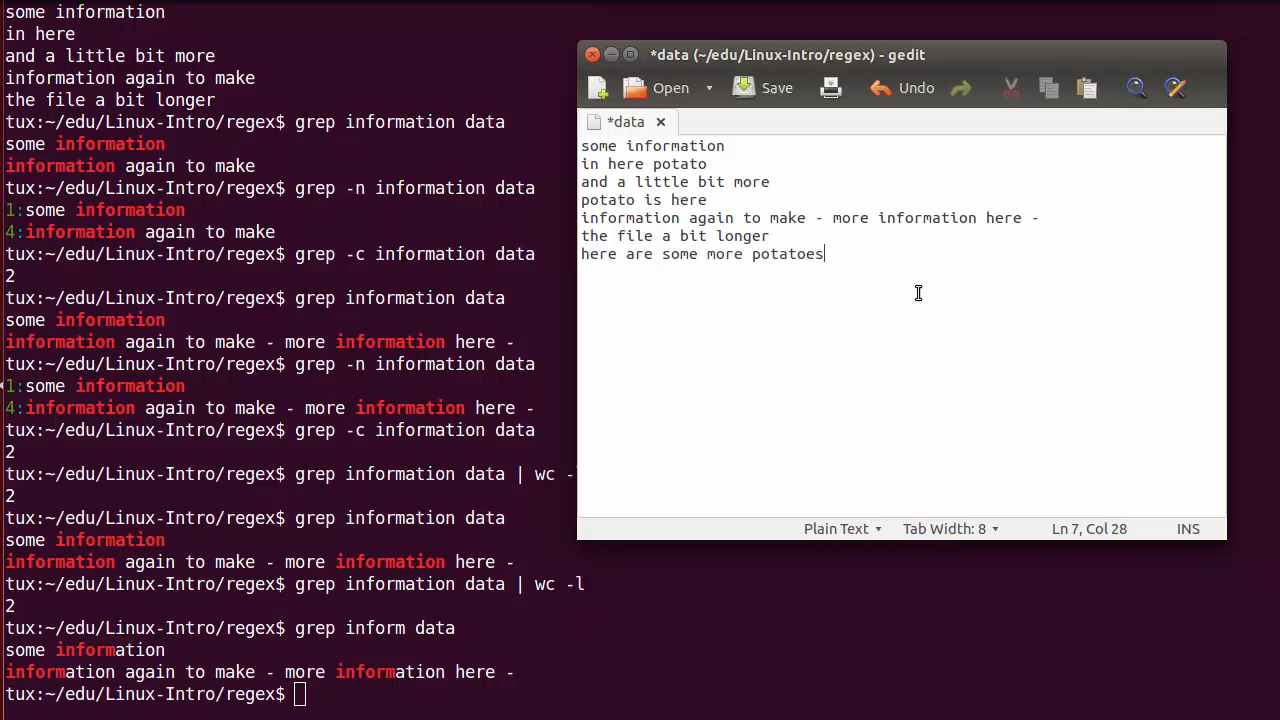 some information
in here
and a little bit more
information again to make
the file a bit longer
tux:~/edu/Linux-Intro/regex$ grep information data
some information
information again to make
tux:~/edu/Linux-Intro/regex$ grep -n information data
1:some information
4:information again to make
tux:~/edu/Linux-Intro/regex$ grep -c information data
2
tux:~/edu/Linux-Intro/regex$ grep information data
some information
information again to make - more information here -
tux:~/edu/Linux-Intro/regex$ grep -n information data
1:some information
4:information again to make - more information here -
tux:~/edu/Linux-Intro/regex$ grep -c information data
2
tux:~/edu/Linux-Intro/regex$ grep information data | wc -l
2
tux:~/edu/Linux-Intro/regex$ grep information data
some information
information again to make - more information here -
tux:~/edu/Linux-Intro/regex$ grep information data | wc -l
2
tux:~/edu/Linux-Intro/regex$ grep inform data
some information
information again to make - more information here -
tux:~/edu/Linux-Intro/regex$
*data (~/edu/Linux-Intro/regex) - gedit
Open Save Undo
*data
some information
in here potato
and a little bit more
potato is here
information again to make - more information here -
the file a bit longer
here are some more potatoes
Plain Text Tab Width: 8 Ln 7, Col 28 INS